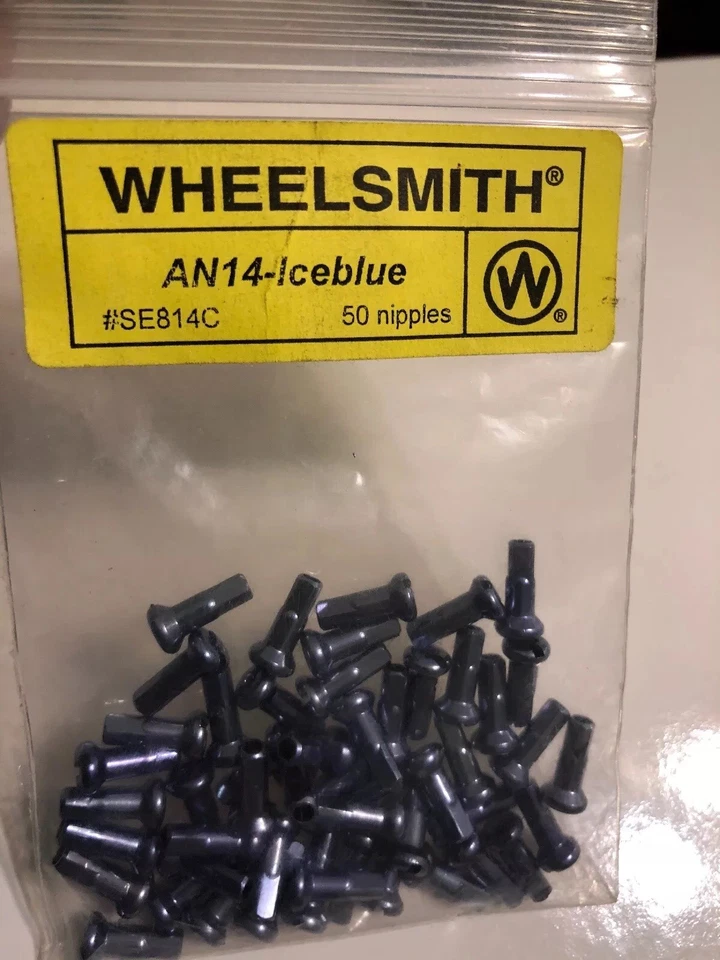 WHEELSMITH®
AN14-Iceblue
#SE814C 50 nipples
W®